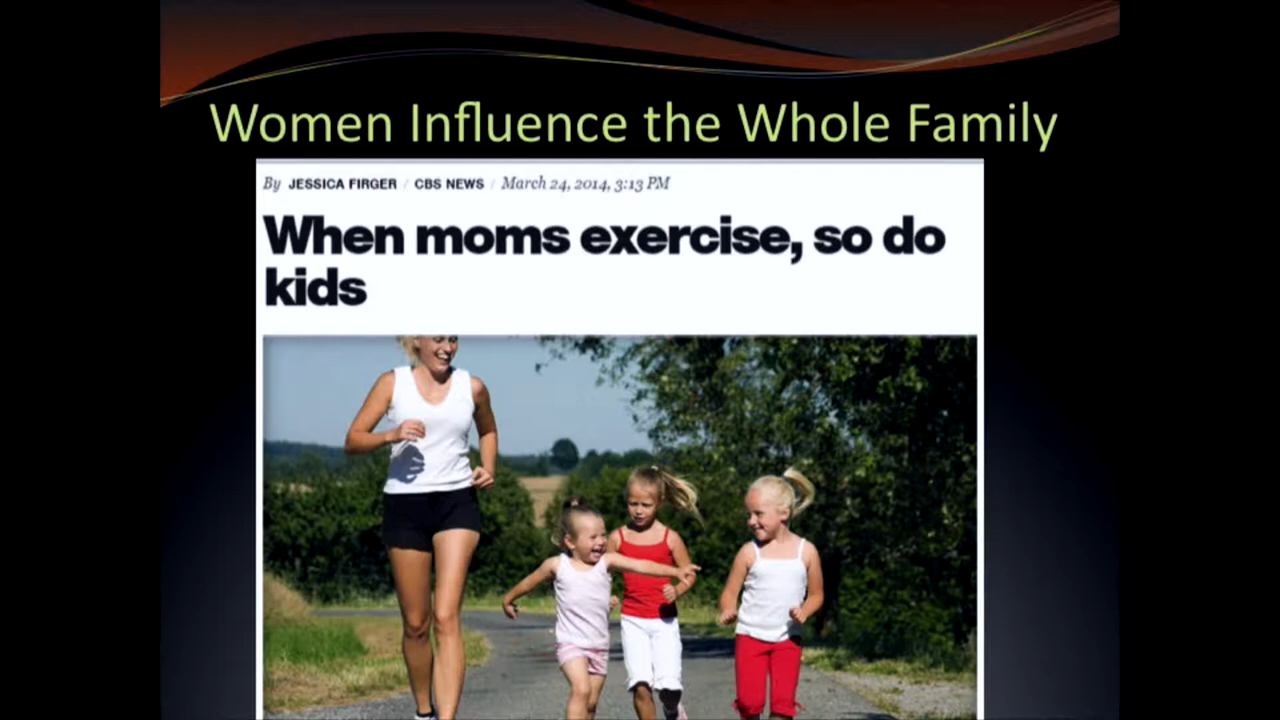 Women Influence the Whole Family
By JESSICA FIRGER / CBS NEWS / March 24, 2014, 3:13 PM
When moms exercise, so do
kids